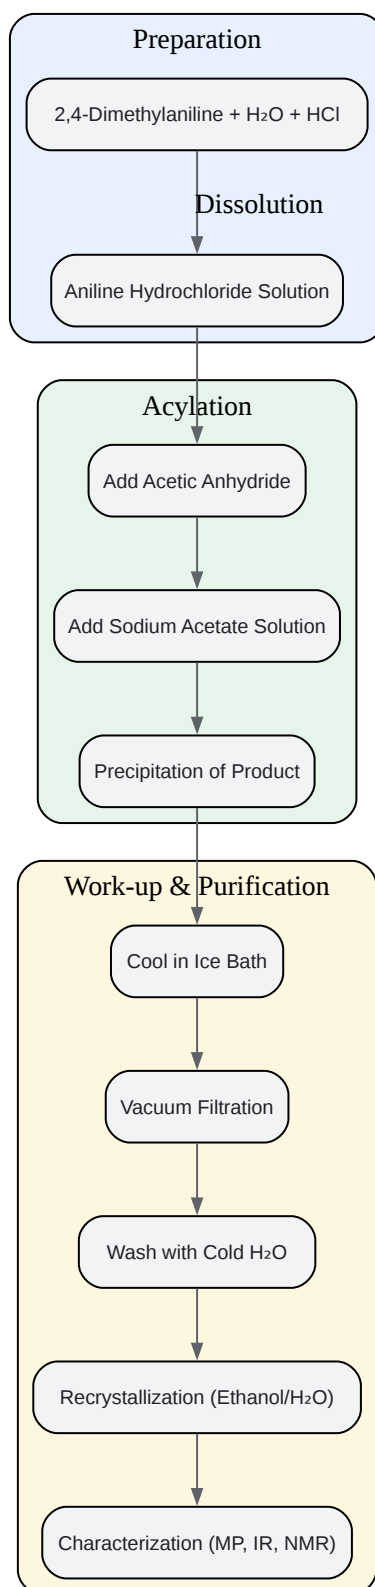 Preparation
2,4-Dimethylaniline + H₂O + HCl
Dissolution
Aniline Hydrochloride Solution
Acylation
Add Acetic Anhydride
Add Sodium Acetate Solution
Precipitation of Product
Work-up & Purification
Cool in Ice Bath
Vacuum Filtration
Wash with Cold H₂O
Recrystallization (Ethanol/H₂O)
Characterization (MP, IR, NMR)